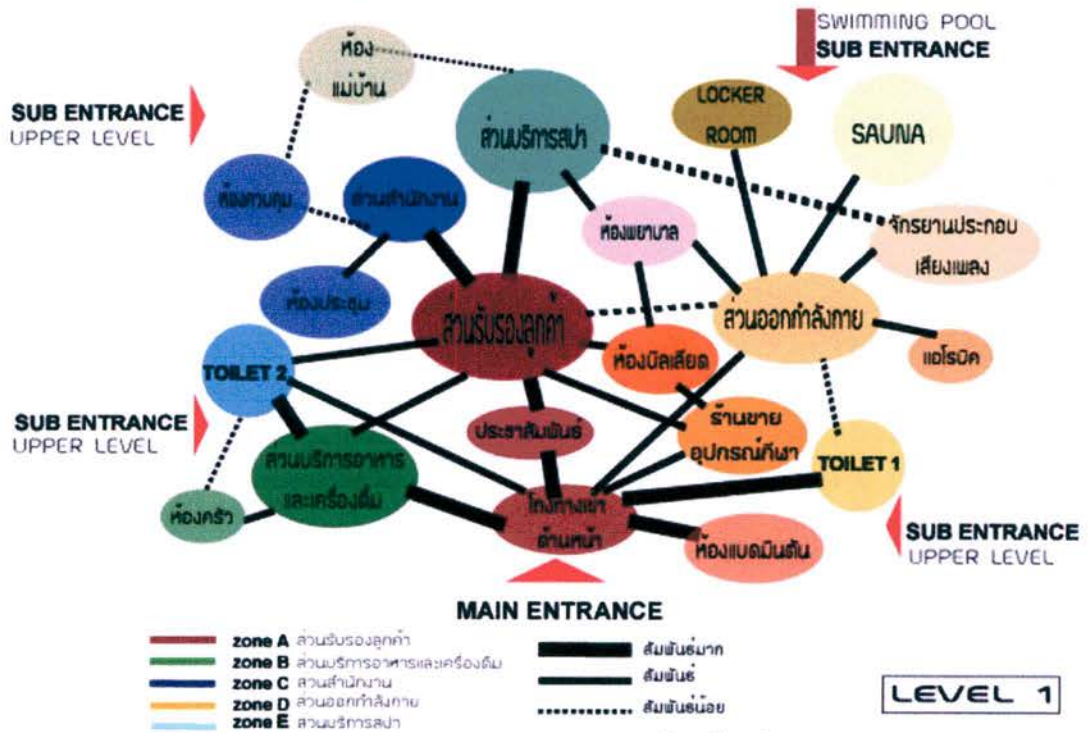 SWIMMING POOL
SUB ENTRANCE
ห้อง
แม่บ้าน
LOCKER
ROOM
SUB ENTRANCE
UPPER LEVEL
ส่วนบริการสปา
SAUNA
ห้องควบคุม
ส่วนสำนักงาน
ห้องพยาบาล
จักรยานประกอบ
เสียงเพลง
ห้องประชุม
ส่วนรับรองลูกค้า
ส่วนออกกำลังกาย
TOILET 2
ห้องบิลเลียด
แอโรบิค
SUB ENTRANCE
UPPER LEVEL
ประชาสัมพันธ์
ร้านขาย
อุปกรณ์กีฬา
ส่วนบริการอาหาร
และเครื่องดื่ม
TOILET 1
ห้องครัว
โถงทางเข้า
ด้านหน้า
ห้องแบดมินตัน
SUB ENTRANCE
UPPER LEVEL
MAIN ENTRANCE
zone A ส่วนรับรองลูกค้า
zone B ส่วนบริการอาหารและเครื่องดื่ม
zone C ส่วนสำนักงาน
zone D ส่วนออกกำลังกาย
zone E ส่วนบริการสปา
สัมพันธ์มาก
สัมพันธ์
สัมพันธ์น้อย
LEVEL 1